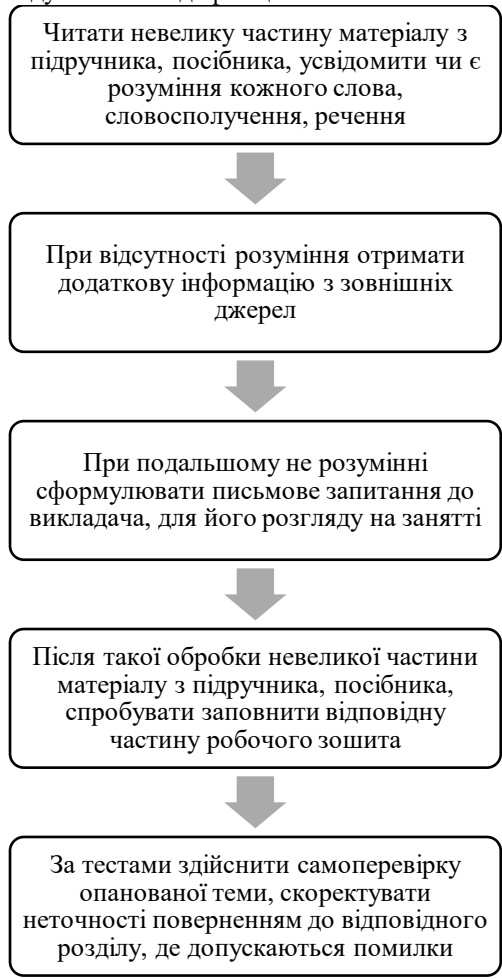 Читати невелику частину матеріалу з
підручника, посібника, усвідомити чи є
розуміння кожного слова,
словосполучення, речення
При відсутності розуміння отримати
додаткову інформацію з зовнішніх
джерел
При подальшому не розумінні
сформулювати письмове запитання до
викладача, для його розгляду на занятті
Після такої обробки невеликої частини
матеріалу з підручника, посібника,
спробувати заповнити відповідну
частину робочого зошита
За тестами здійснити самоперевірку
опанованої теми, скоректувати
неточності поверненням до відповідного
розділу, де допускаються помилки